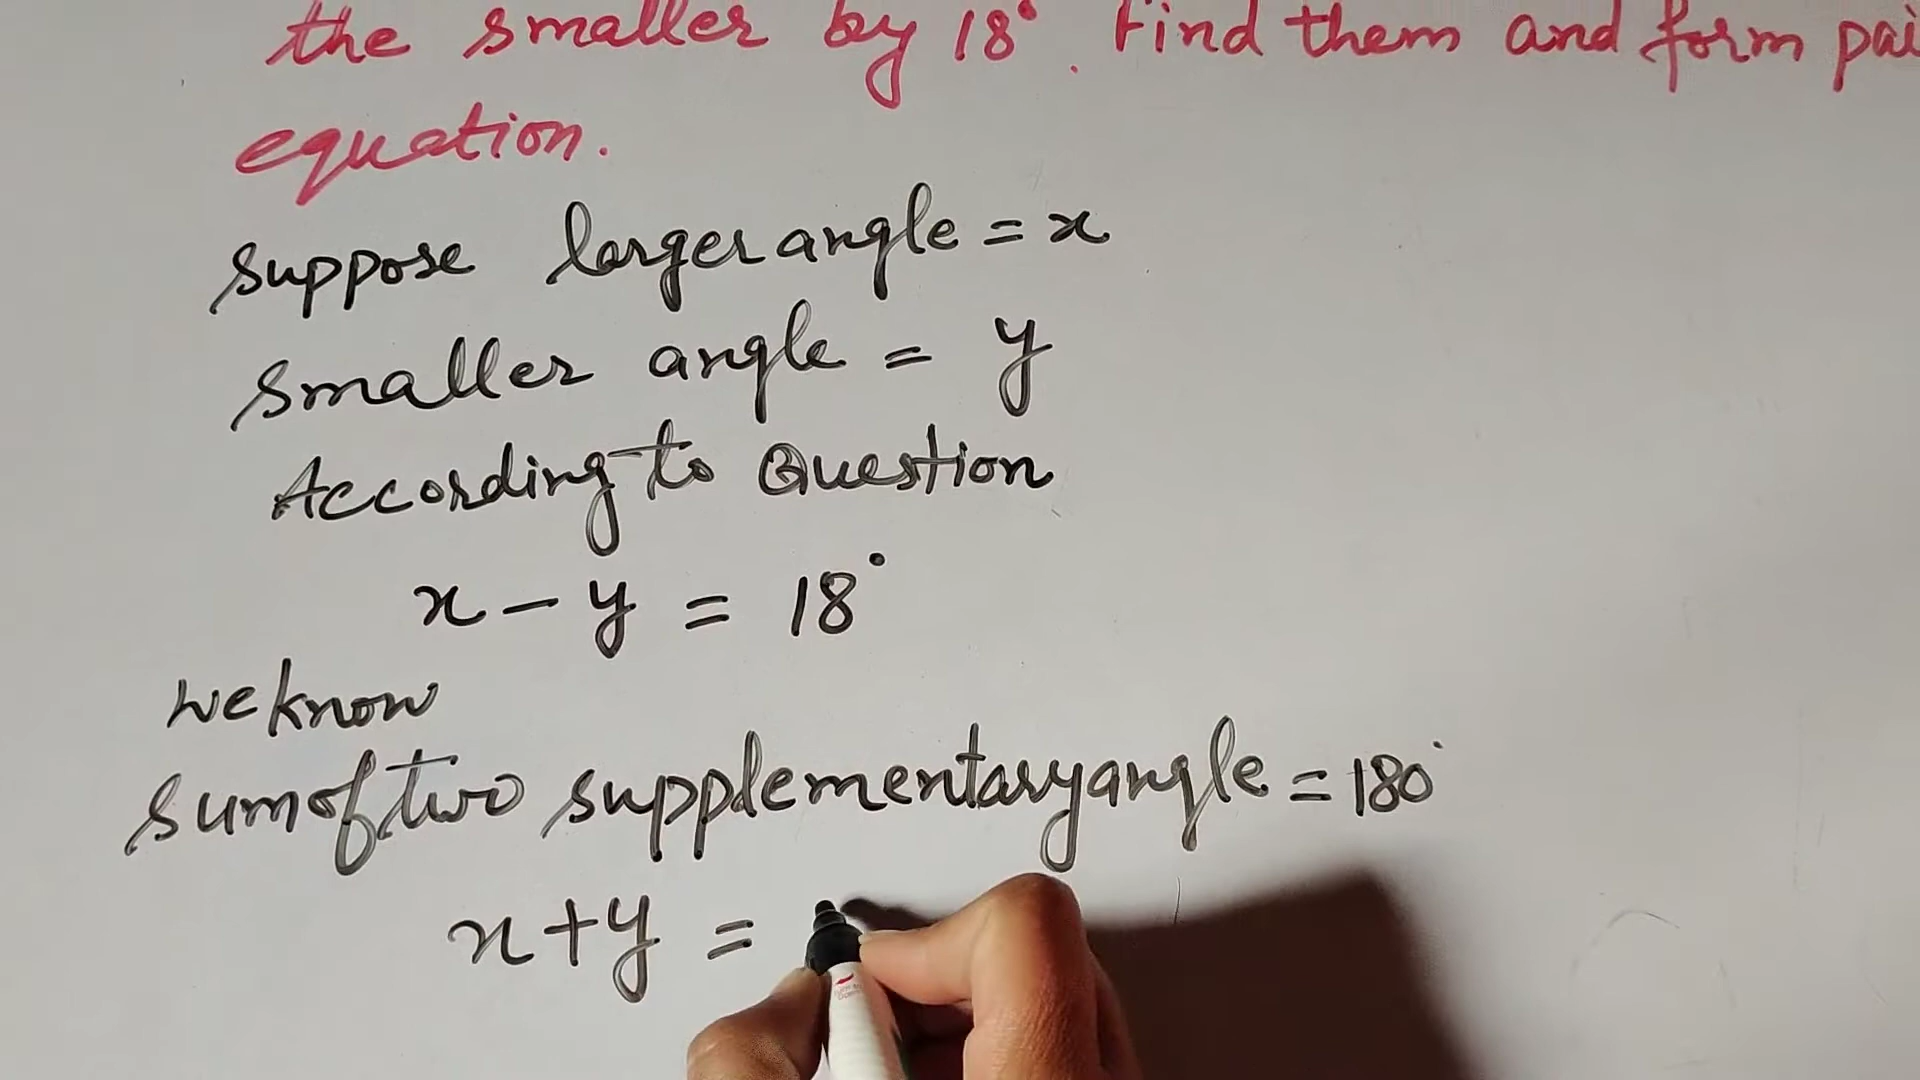 the smaller by 18°. Find them and form pai
equation.
suppose larger angle = x
smaller angle = y
According to Question
x - y = 18°
we know
sum of two supplementary angle = 180°
x + y =